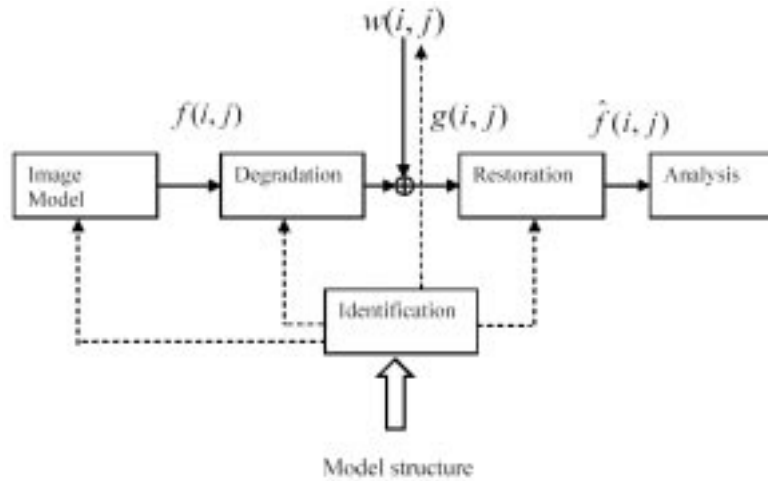 w(i, j)
f(i, j)
g(i, j)
f̂(i, j)
Image
Model
Degradation
Restoration
Analysis
Identification
Model structure